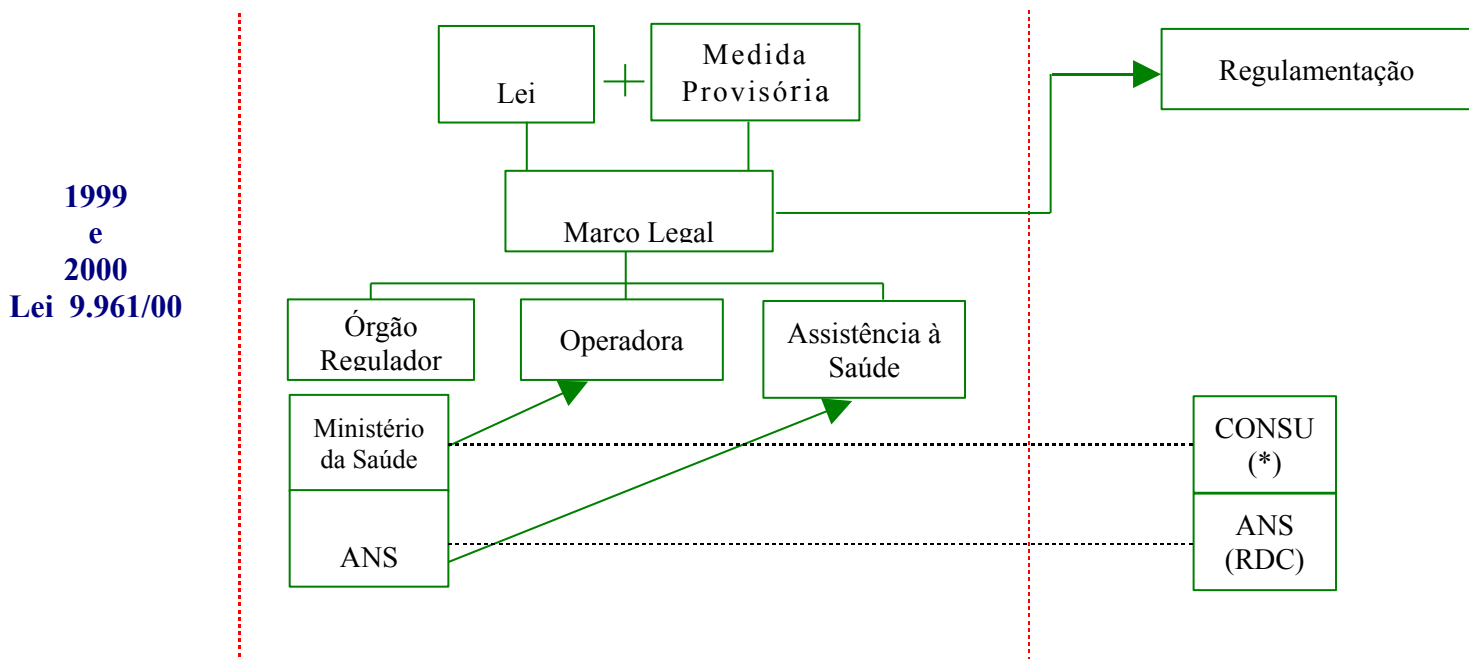 1999
e
2000
Lei 9.961/00
Lei
Medida
Provisória
Regulamentação
Marco Legal
Órgão
Regulador
Operadora
Assistência à
Saúde
Ministério
da Saúde
CONSU
(*)
ANS
ANS
(RDC)